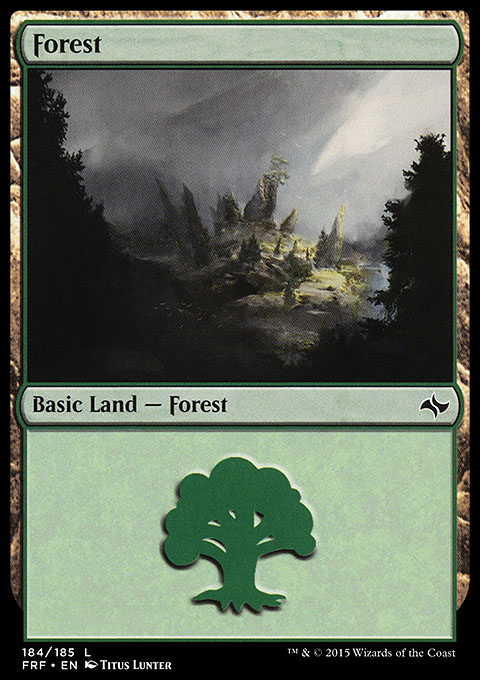 Forest
Basic Land — Forest
184/185 L
FRF • EN Titus Lunter
™ & © 2015 Wizards of the Coast